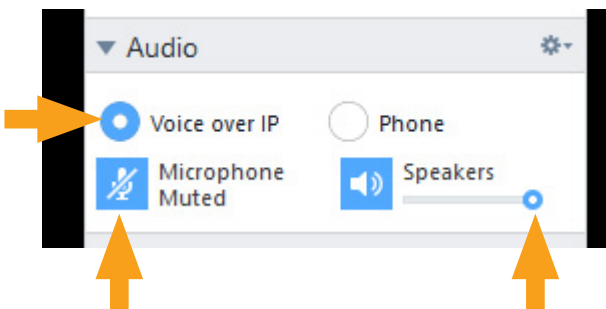 Audio
Voice over IP
Phone
Microphone
Muted
Speakers